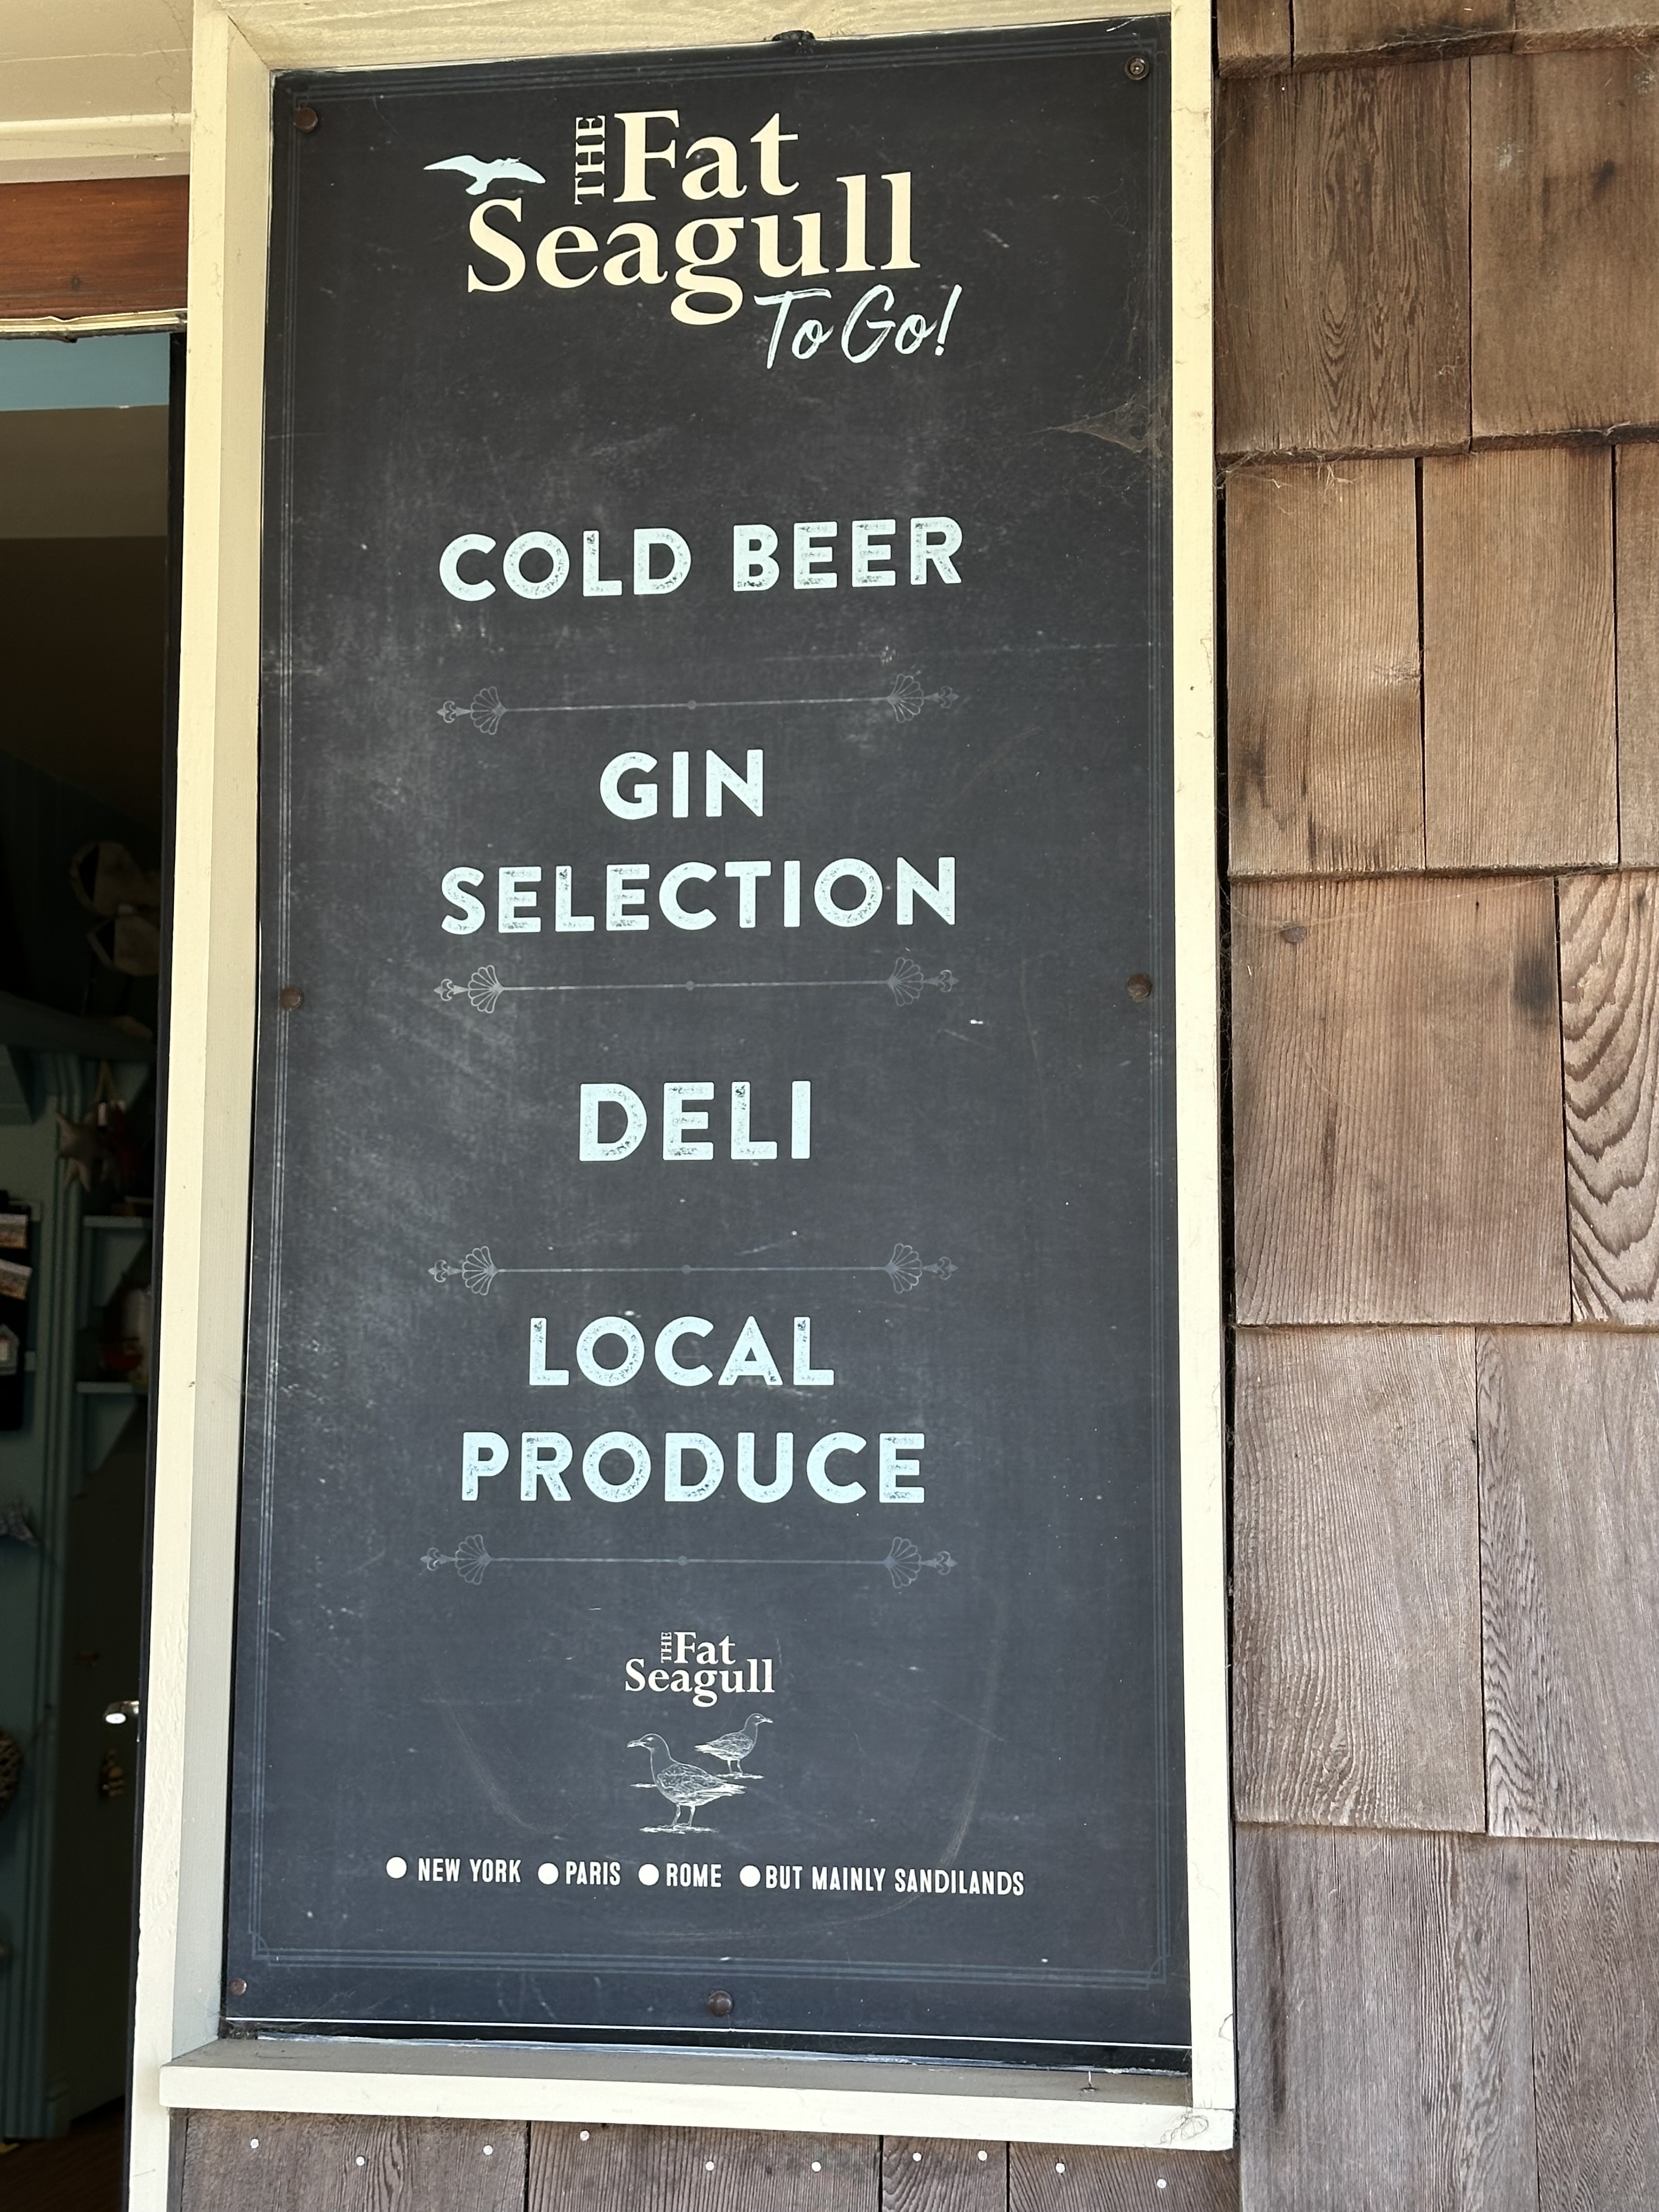 THE Fat
Seagull
To Go!
COLD BEER
GIN
SELECTION
DELI
LOCAL
PRODUCE
THE Fat
Seagull
● NEW YORK ● PARIS ● ROME ● BUT MAINLY SANDILANDS